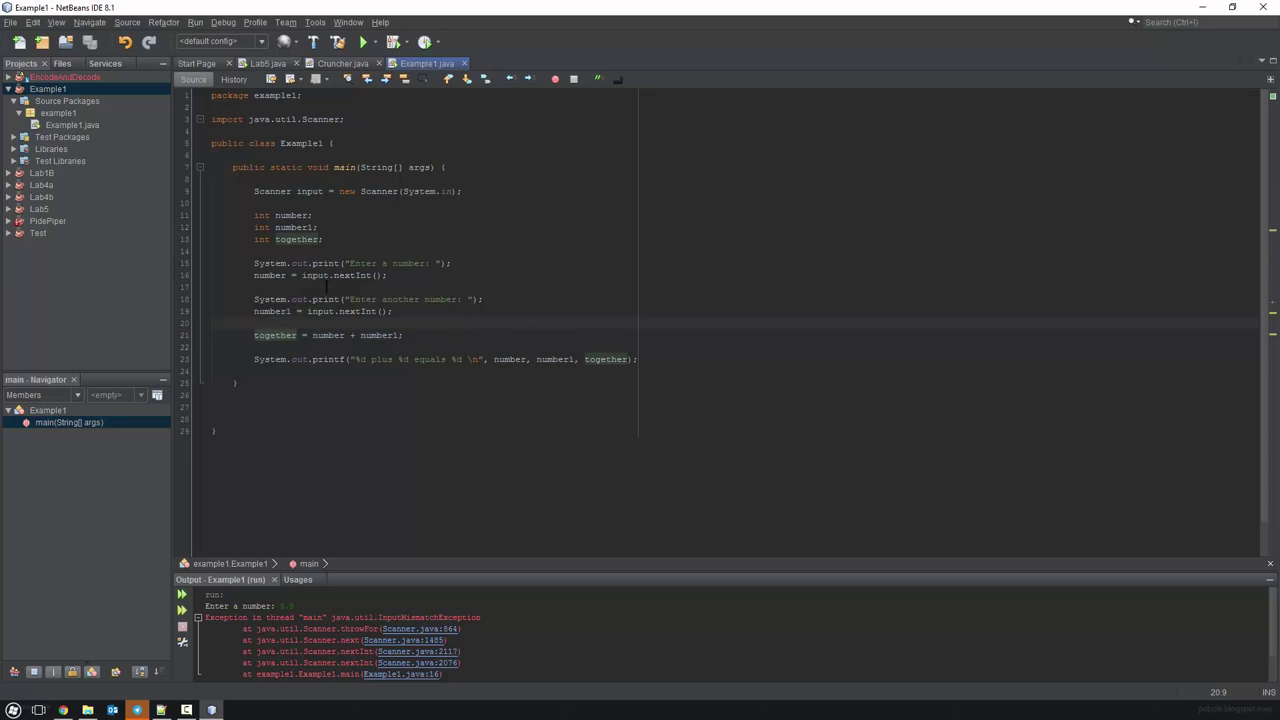 Example1 - NetBeans IDE 8.1
File Edit View Navigate Source Refactor Run Debug Profile Team Tools Window Help
Search (Ctrl+I)
<default config>
Projects Files Services
Start Page Lab5.java Cruncher.java Example1.java
Source History
EncodeAndDecode
Example1
Source Packages
example1
Example1.java
Test Packages
Libraries
Test Libraries
Lab1B
Lab4a
Lab4b
Lab5
PidePiper
Test
1 package example1;
2
3 import java.util.Scanner;
4
5 public class Example1 {
6
7 public static void main(String[] args) {
8
9 Scanner input = new Scanner(System.in);
10
11 int number;
12 int number1;
13 int together;
14
15 System.out.print("Enter a number: ");
16 number = input.nextInt();
17
18 System.out.print("Enter another number: ");
19 number1 = input.nextInt();
20
21 together = number + number1;
22
23 System.out.printf("%d plus %d equals %d \n", number, number1, together);
24
25 }
26
27
28
29 }
main - Navigator
Members <empty>
Example1
main(String[] args)
example1.Example1 main
Output - Example1 (run) Usages
run:
Enter a number: 5.5
Exception in thread "main" java.util.InputMismatchException
at java.util.Scanner.throwFor(Scanner.java:864)
at java.util.Scanner.next(Scanner.java:1485)
at java.util.Scanner.nextInt(Scanner.java:2117)
at java.util.Scanner.nextInt(Scanner.java:2076)
at example1.Example1.main(Example1.java:16)
20:9 INS